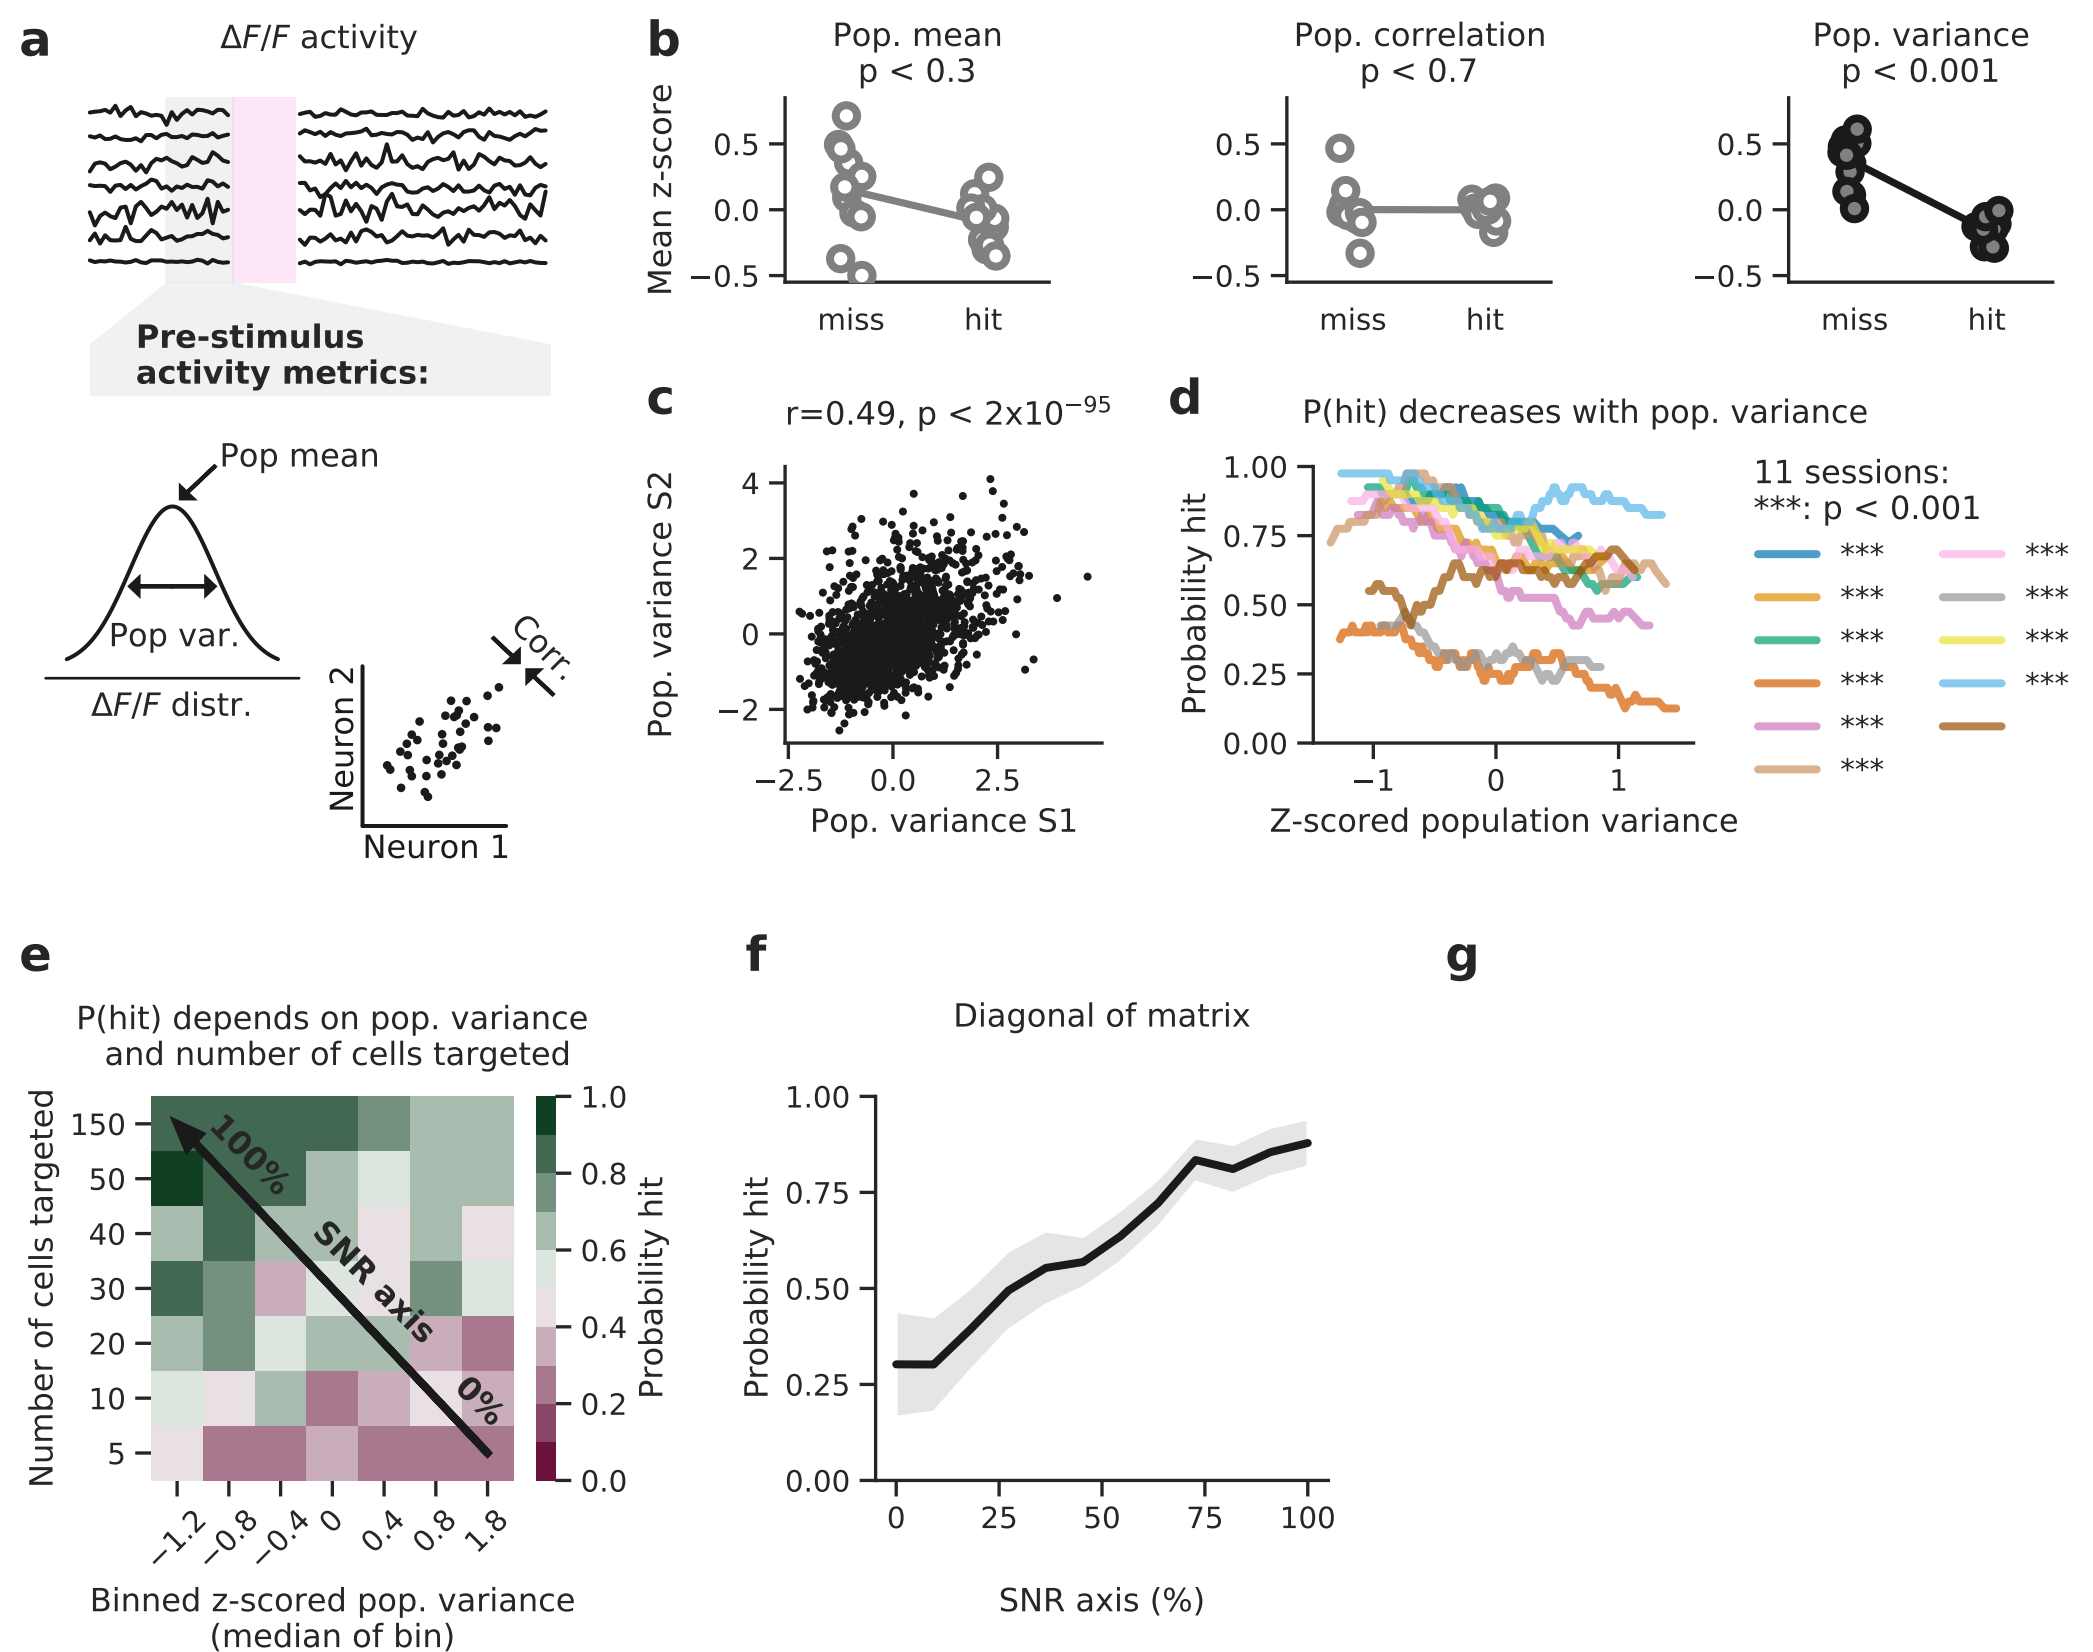 a
ΔF/F activity
Pre-stimulus
activity metrics:
Pop mean
Pop var.
ΔF/F distr.
Corr.
Neuron 2
Neuron 1
b
Pop. mean
p < 0.3
Mean z-score
0.5
0.0
−0.5
miss hit
Pop. correlation
p < 0.7
0.5
0.0
−0.5
miss hit
Pop. variance
p < 0.001
0.5
0.0
−0.5
miss hit
c
r=0.49, p < 2x10⁻⁹⁵
Pop. variance S2
4
2
0
−2
−2.5 0.0 2.5
Pop. variance S1
d
P(hit) decreases with pop. variance
Probability hit
1.00
0.75
0.50
0.25
0.00
−1 0 1
Z-scored population variance
11 sessions:
***: p < 0.001
*** ***
*** ***
*** ***
*** ***
***
***
e
P(hit) depends on pop. variance
and number of cells targeted
Number of cells targeted
150
50
40
30
20
10
5
100%
SNR axis
0%
−1.2 −0.8 −0.4 0 0.4 0.8 1.8
Binned z-scored pop. variance
(median of bin)
1.0
0.8
0.6
0.4
0.2
0.0
Probability hit
f
Diagonal of matrix
Probability hit
1.00
0.75
0.50
0.25
0.00
0 25 50 75 100
SNR axis (%)
g